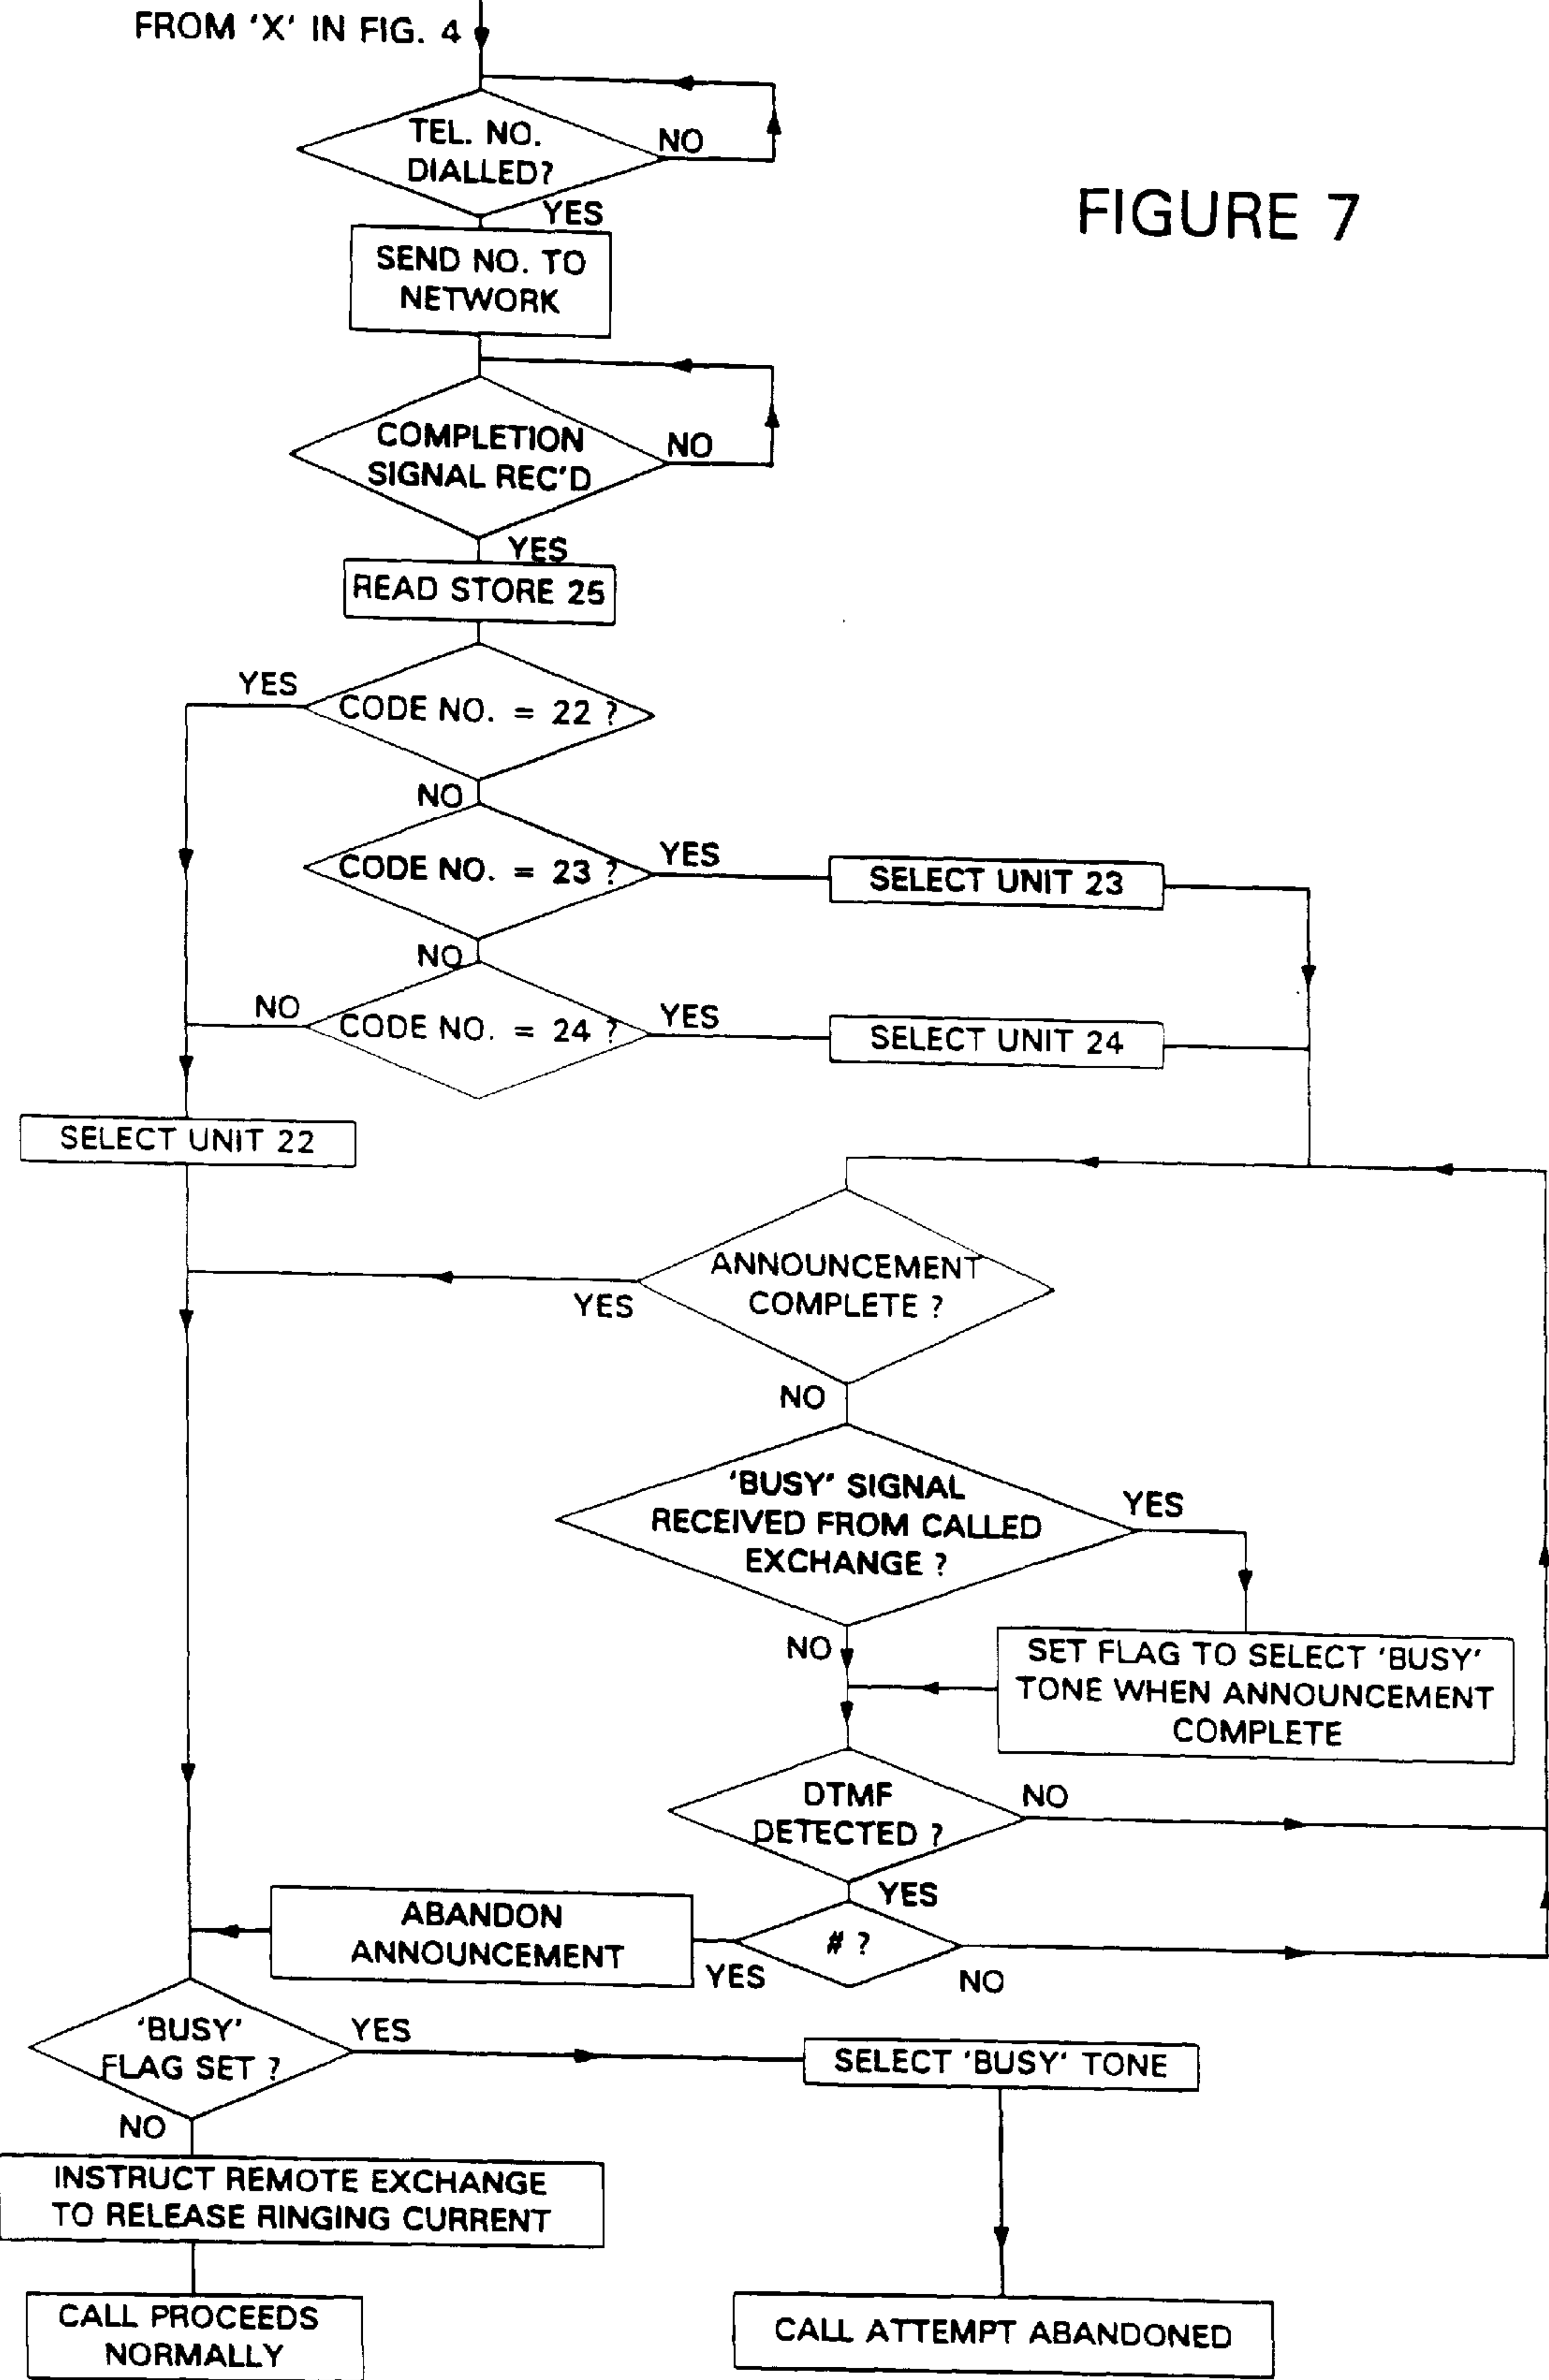 FROM 'X' IN FIG. 4
TEL. NO.
DIALLED?
NO
YES
FIGURE 7
SEND NO. TO
NETWORK
COMPLETION
SIGNAL REC'D
NO
YES
READ STORE 25
YES
CODE NO. = 22 ?
NO
CODE NO. = 23 ?
YES
SELECT UNIT 23
NO
NO
CODE NO. = 24 ?
YES
SELECT UNIT 24
SELECT UNIT 22
ANNOUNCEMENT
COMPLETE ?
YES
NO
'BUSY' SIGNAL
RECEIVED FROM CALLED
EXCHANGE ?
YES
NO
SET FLAG TO SELECT 'BUSY'
TONE WHEN ANNOUNCEMENT
COMPLETE
DTMF
DETECTED ?
NO
YES
ABANDON
ANNOUNCEMENT
YES
# ?
NO
'BUSY'
FLAG SET ?
YES
SELECT 'BUSY' TONE
NO
INSTRUCT REMOTE EXCHANGE
TO RELEASE RINGING CURRENT
CALL PROCEEDS
NORMALLY
CALL ATTEMPT ABANDONED